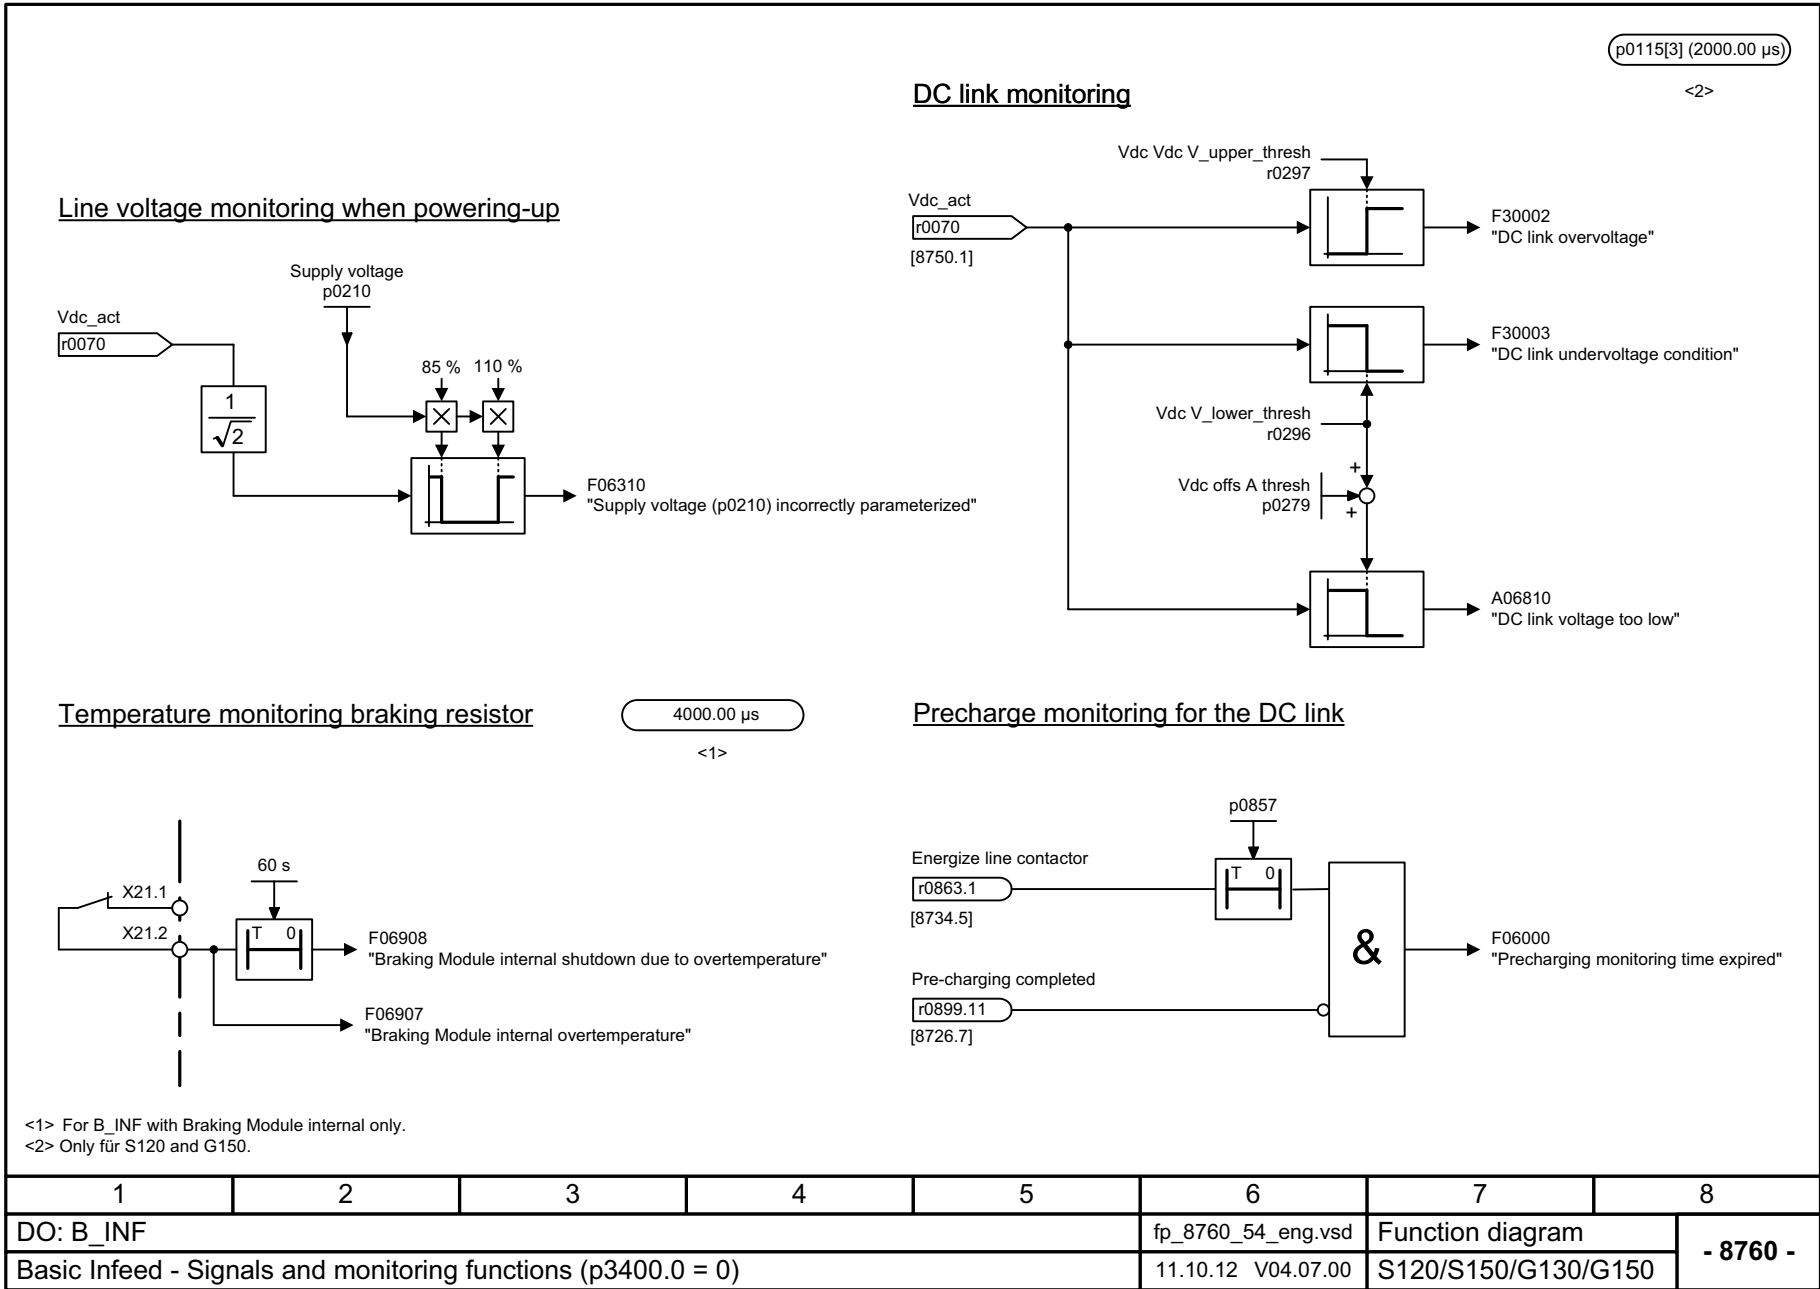 p0115[3] (2000.00 µs)
<2>
DC link monitoring
Vdc Vdc V_upper_thresh
r0297
Vdc_act
r0070
[8750.1]
F30002
"DC link overvoltage"
F30003
"DC link undervoltage condition"
Vdc V_lower_thresh
r0296
+
Vdc offs A thresh
p0279
+
A06810
"DC link voltage too low"
Line voltage monitoring when powering-up
Supply voltage
p0210
Vdc_act
r0070
85 % 110 %
1
√2
F06310
"Supply voltage (p0210) incorrectly parameterized"
Temperature monitoring braking resistor
4000.00 µs
<1>
60 s
X21.1
X21.2
T 0
F06908
"Braking Module internal shutdown due to overtemperature"
F06907
"Braking Module internal overtemperature"
Precharge monitoring for the DC link
p0857
Energize line contactor
r0863.1
[8734.5]
T 0
&
Pre-charging completed
r0899.11
[8726.7]
F06000
"Precharging monitoring time expired"
<1> For B_INF with Braking Module internal only.
<2> Only für S120 and G150.
1 2 3 4 5 6 7 8
DO: B_INF
fp_8760_54_eng.vsd
Function diagram
- 8760 -
Basic Infeed - Signals and monitoring functions (p3400.0 = 0)
11.10.12 V04.07.00
S120/S150/G130/G150